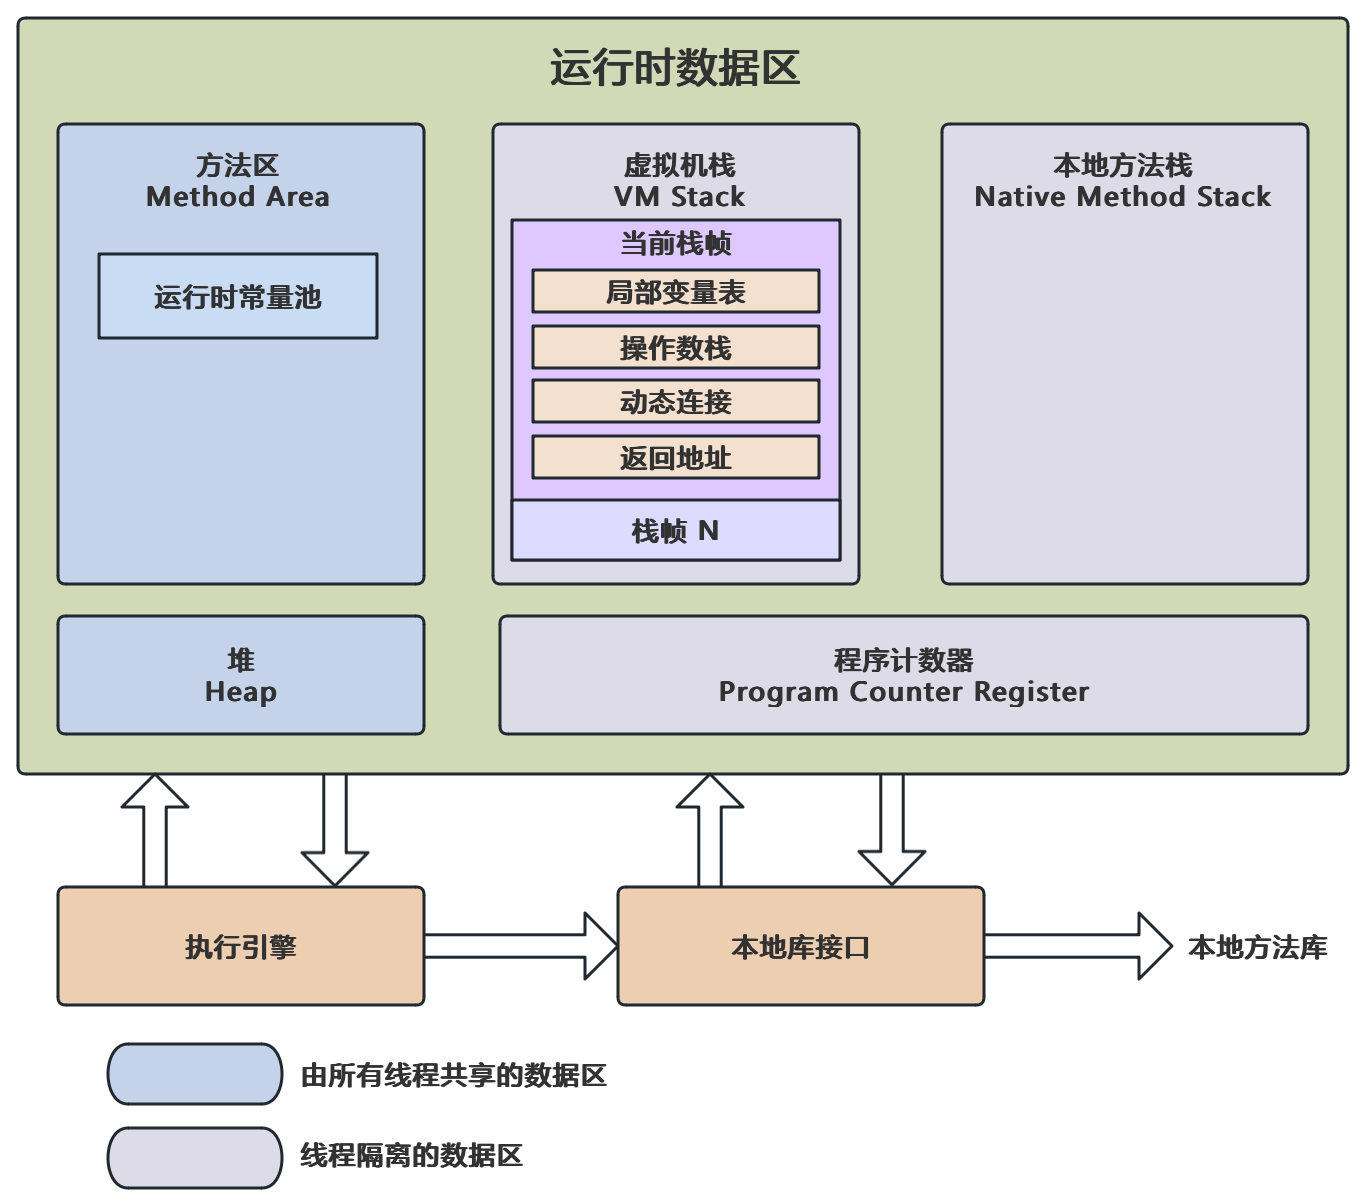 运行时数据区
方法区
Method Area
运行时常量池
虚拟机栈
VM Stack
当前栈帧
局部变量表
操作数栈
动态连接
返回地址
栈帧 N
本地方法栈
Native Method Stack
堆
Heap
程序计数器
Program Counter Register
执行引擎
本地库接口
本地方法库
由所有线程共享的数据区
线程隔离的数据区